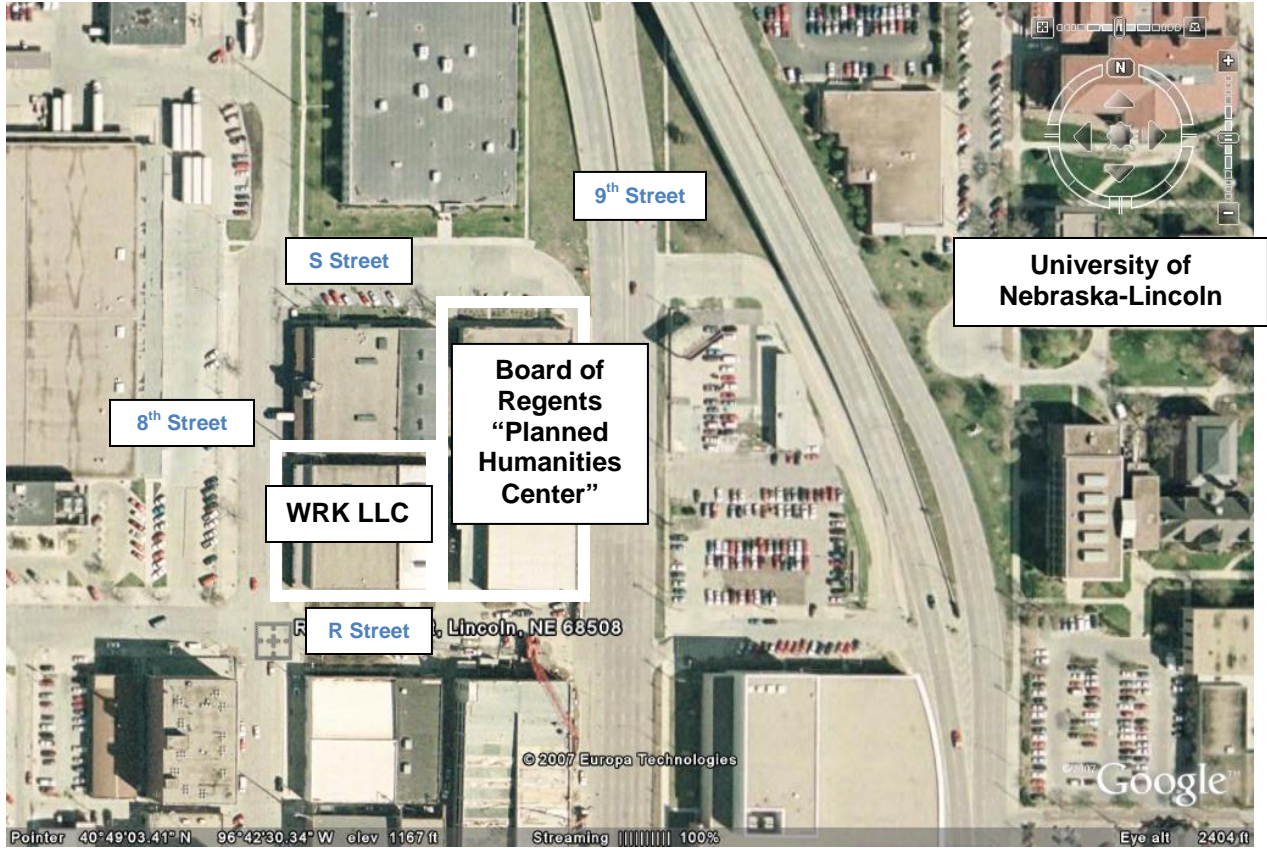 N
9th Street
S Street
University of
Nebraska-Lincoln
Board of
Regents
“Planned
Humanities
Center”
8th Street
WRK LLC
R Street
R, Lincoln, NE 68508
© 2007 Europa Technologies
Google™
Pointer 40°49'03.41" N 96°42'30.34" W elev 1167 ft Streaming 100% Eye alt 2404 ft